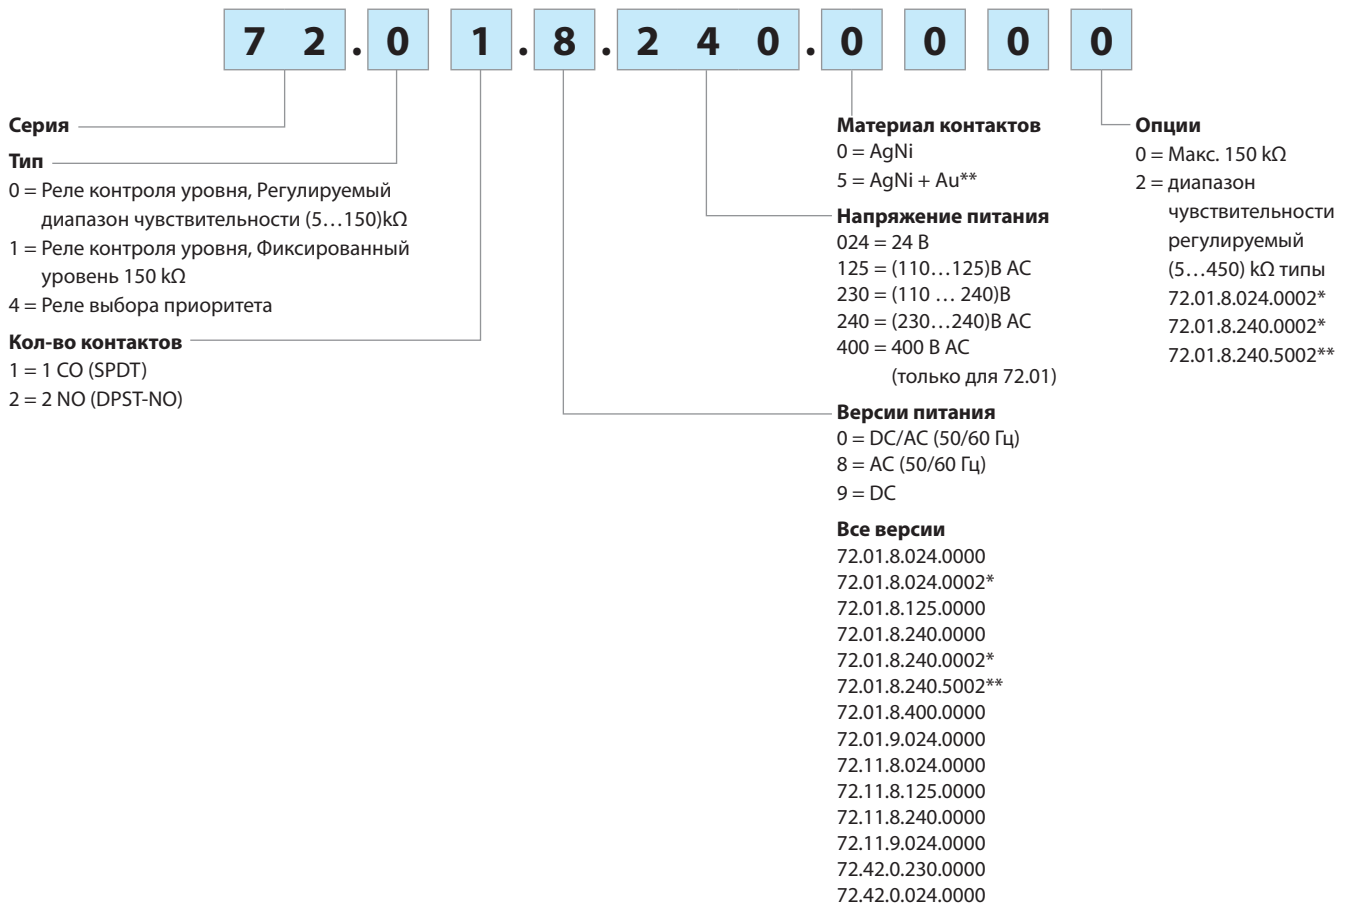 7 2 . 0 1 . 8 . 2 4 0 . 0 0 0 0
Серия
Тип
0 = Реле контроля уровня, Регулируемый
диапазон чувствительности (5…150)kΩ
1 = Реле контроля уровня, Фиксированный
уровень 150 kΩ
4 = Реле выбора приоритета
Кол-во контактов
1 = 1 CO (SPDT)
2 = 2 NO (DPST-NO)
Материал контактов
0 = AgNi
5 = AgNi + Au**
Напряжение питания
024 = 24 В
125 = (110…125)В AC
230 = (110 … 240)В
240 = (230…240)В AC
400 = 400 В AC
(только для 72.01)
Версии питания
0 = DC/AC (50/60 Гц)
8 = AC (50/60 Гц)
9 = DC
Все версии
72.01.8.024.0000
72.01.8.024.0002*
72.01.8.125.0000
72.01.8.240.0000
72.01.8.240.0002*
72.01.8.240.5002**
72.01.8.400.0000
72.01.9.024.0000
72.11.8.024.0000
72.11.8.125.0000
72.11.8.240.0000
72.11.9.024.0000
72.42.0.230.0000
72.42.0.024.0000
Опции
0 = Макс. 150 kΩ
2 = диапазон
чувствительности
регулируемый
(5…450) kΩ типы
72.01.8.024.0002*
72.01.8.240.0002*
72.01.8.240.5002**